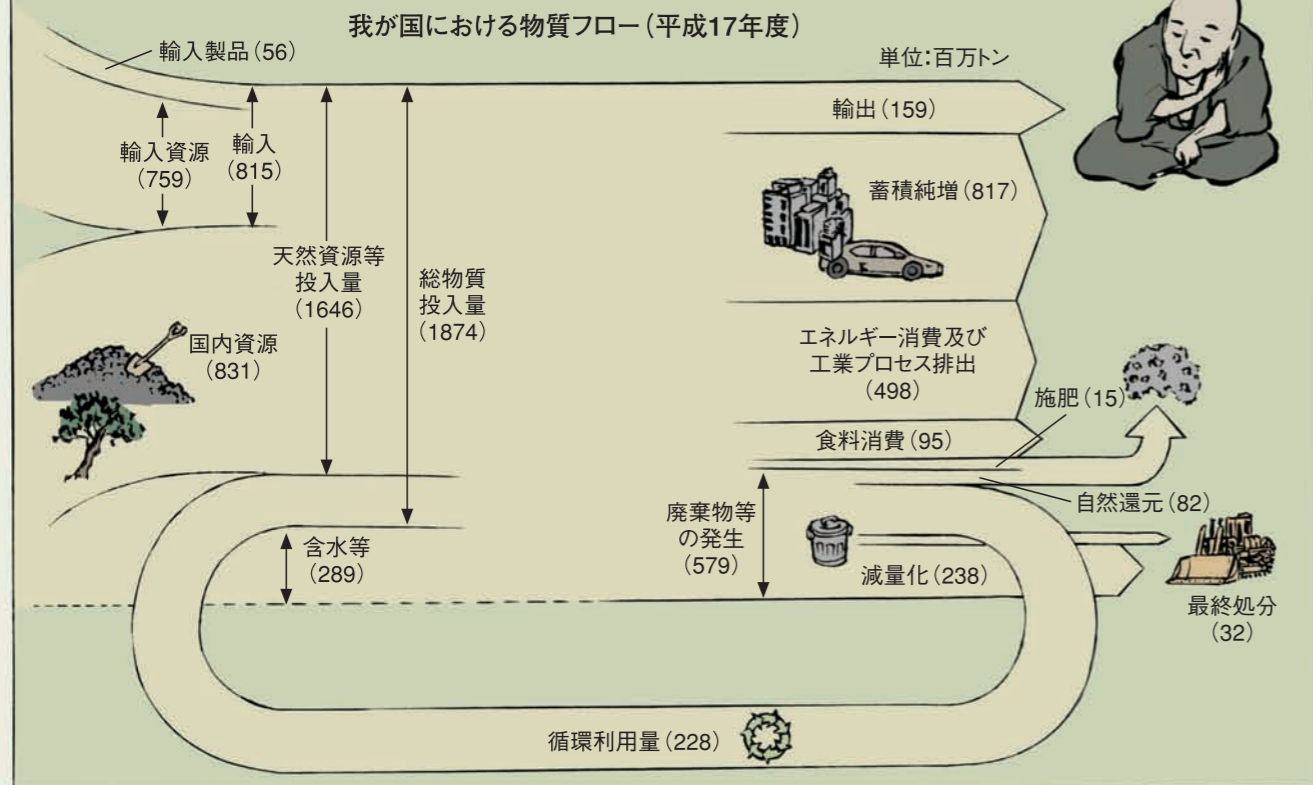 我が国における物質フロー(平成17年度)
単位:百万トン
輸入製品(56)
輸入資源
(759)
輸入
(815)
天然資源等
投入量
(1646)
総物質
投入量
(1874)
国内資源
(831)
含水等
(289)
輸出(159)
蓄積純増(817)
エネルギー消費及び
工業プロセス排出
(498)
食料消費(95)
施肥(15)
自然還元(82)
廃棄物等
の発生
(579)
減量化(238)
最終処分
(32)
循環利用量(228)